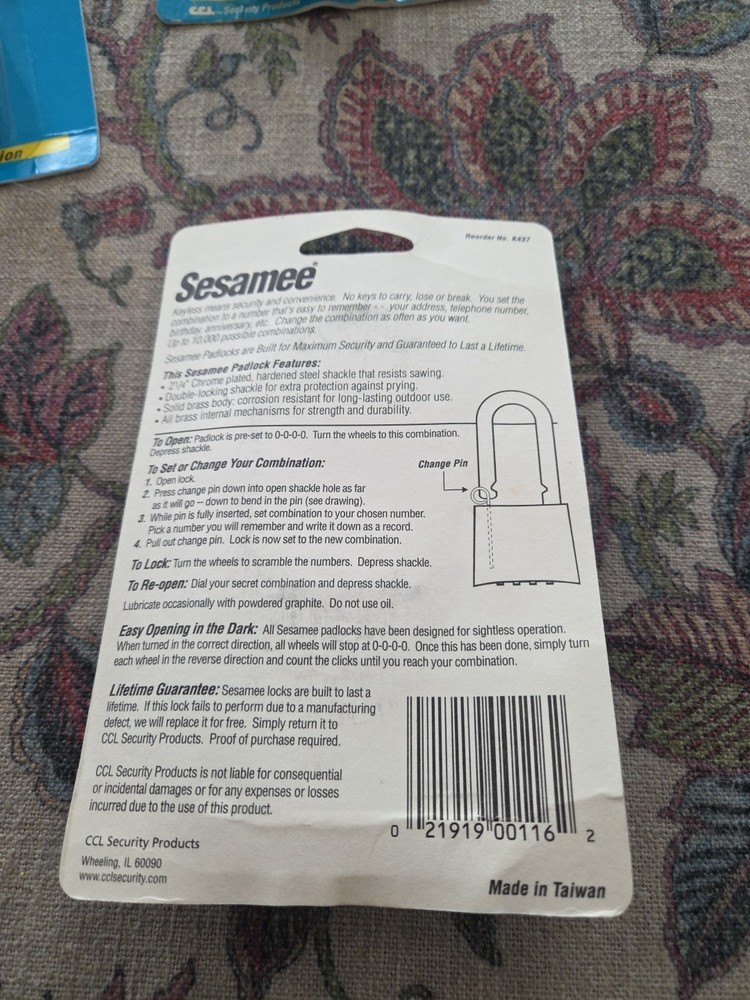 CCL Security Products
ion
Reorder No. K437
Sesamee®
Keyless means security and convenience. No keys to carry, lose or break. You set the
combination to a number that's easy to remember - - your address, telephone number,
birthday, anniversary, etc. Change the combination as often as you want.
Up to 10,000 possible combinations.
Sesamee Padlocks are Built for Maximum Security and Guaranteed to Last a Lifetime.
This Sesamee Padlock Features:
• 2¼" Chrome plated, hardened steel shackle that resists sawing.
• Double-locking shackle for extra protection against prying.
• Solid brass body: corrosion resistant for long-lasting outdoor use.
• All brass internal mechanisms for strength and durability.
To Open: Padlock is pre-set to 0-0-0-0. Turn the wheels to this combination.
Depress shackle.
To Set or Change Your Combination:
1. Open lock.
2. Press change pin down into open shackle hole as far
as it will go – down to bend in the pin (see drawing).
3. While pin is fully inserted, set combination to your chosen number.
Pick a number you will remember and write it down as a record.
4. Pull out change pin. Lock is now set to the new combination.
Change Pin
To Lock: Turn the wheels to scramble the numbers. Depress shackle.
To Re-open: Dial your secret combination and depress shackle.
Lubricate occasionally with powdered graphite. Do not use oil.
Easy Opening in the Dark: All Sesamee padlocks have been designed for sightless operation.
When turned in the correct direction, all wheels will stop at 0-0-0-0. Once this has been done, simply turn
each wheel in the reverse direction and count the clicks until you reach your combination.
Lifetime Guarantee: Sesamee locks are built to last a
lifetime. If this lock fails to perform due to a manufacturing
defect, we will replace it for free. Simply return it to
CCL Security Products. Proof of purchase required.
CCL Security Products is not liable for consequential
or incidental damages or for any expenses or losses
incurred due to the use of this product.
0 21919 00116 2
CCL Security Products
Wheeling, IL 60090
www.cclsecurity.com
Made in Taiwan